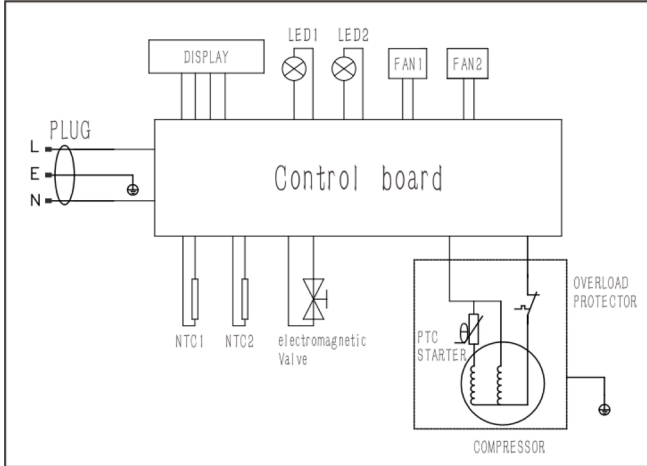 LED1 LED2
DISPLAY
FAN1 FAN2
PLUG
L
E
N
Control board
OVERLOAD
PROTECTOR
NTC1 NTC2 electromagnetic
Valve
PTC
STARTER
COMPRESSOR